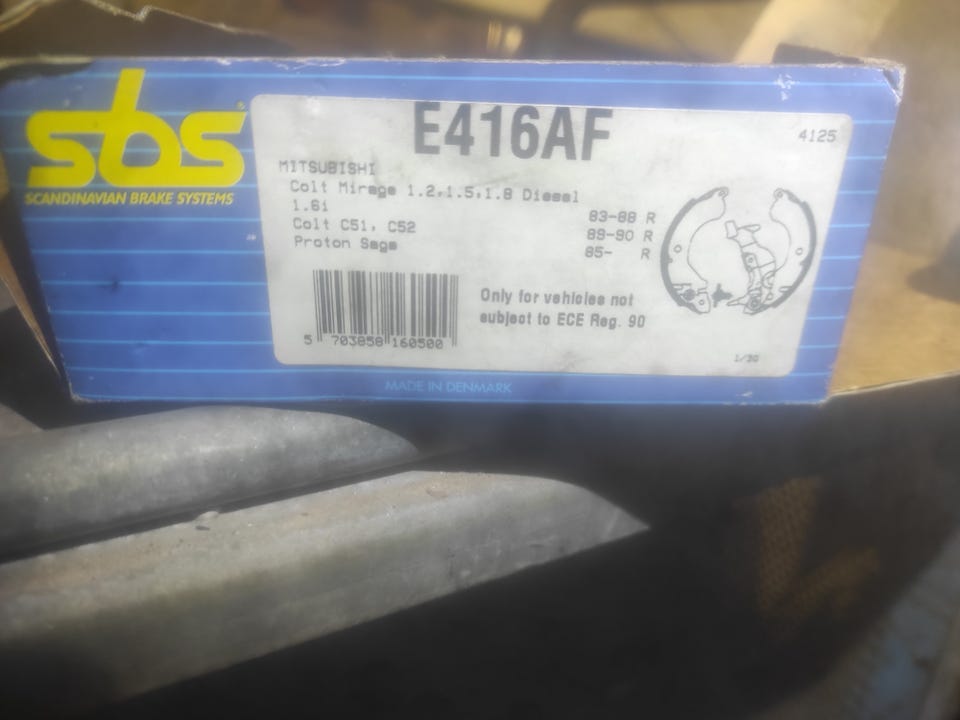 sbs®
SCANDINAVIAN BRAKE SYSTEMS
E416AF
4125
MITSUBISHI
Colt Mirage 1.2,1.5,1.8 Diesel
1.6i 83-88 R
Colt C51, C52 89-90 R
Proton Saga 85- R
Only for vehicles not
subject to ECE Reg. 90
5 703858 160500
1/30
MADE IN DENMARK